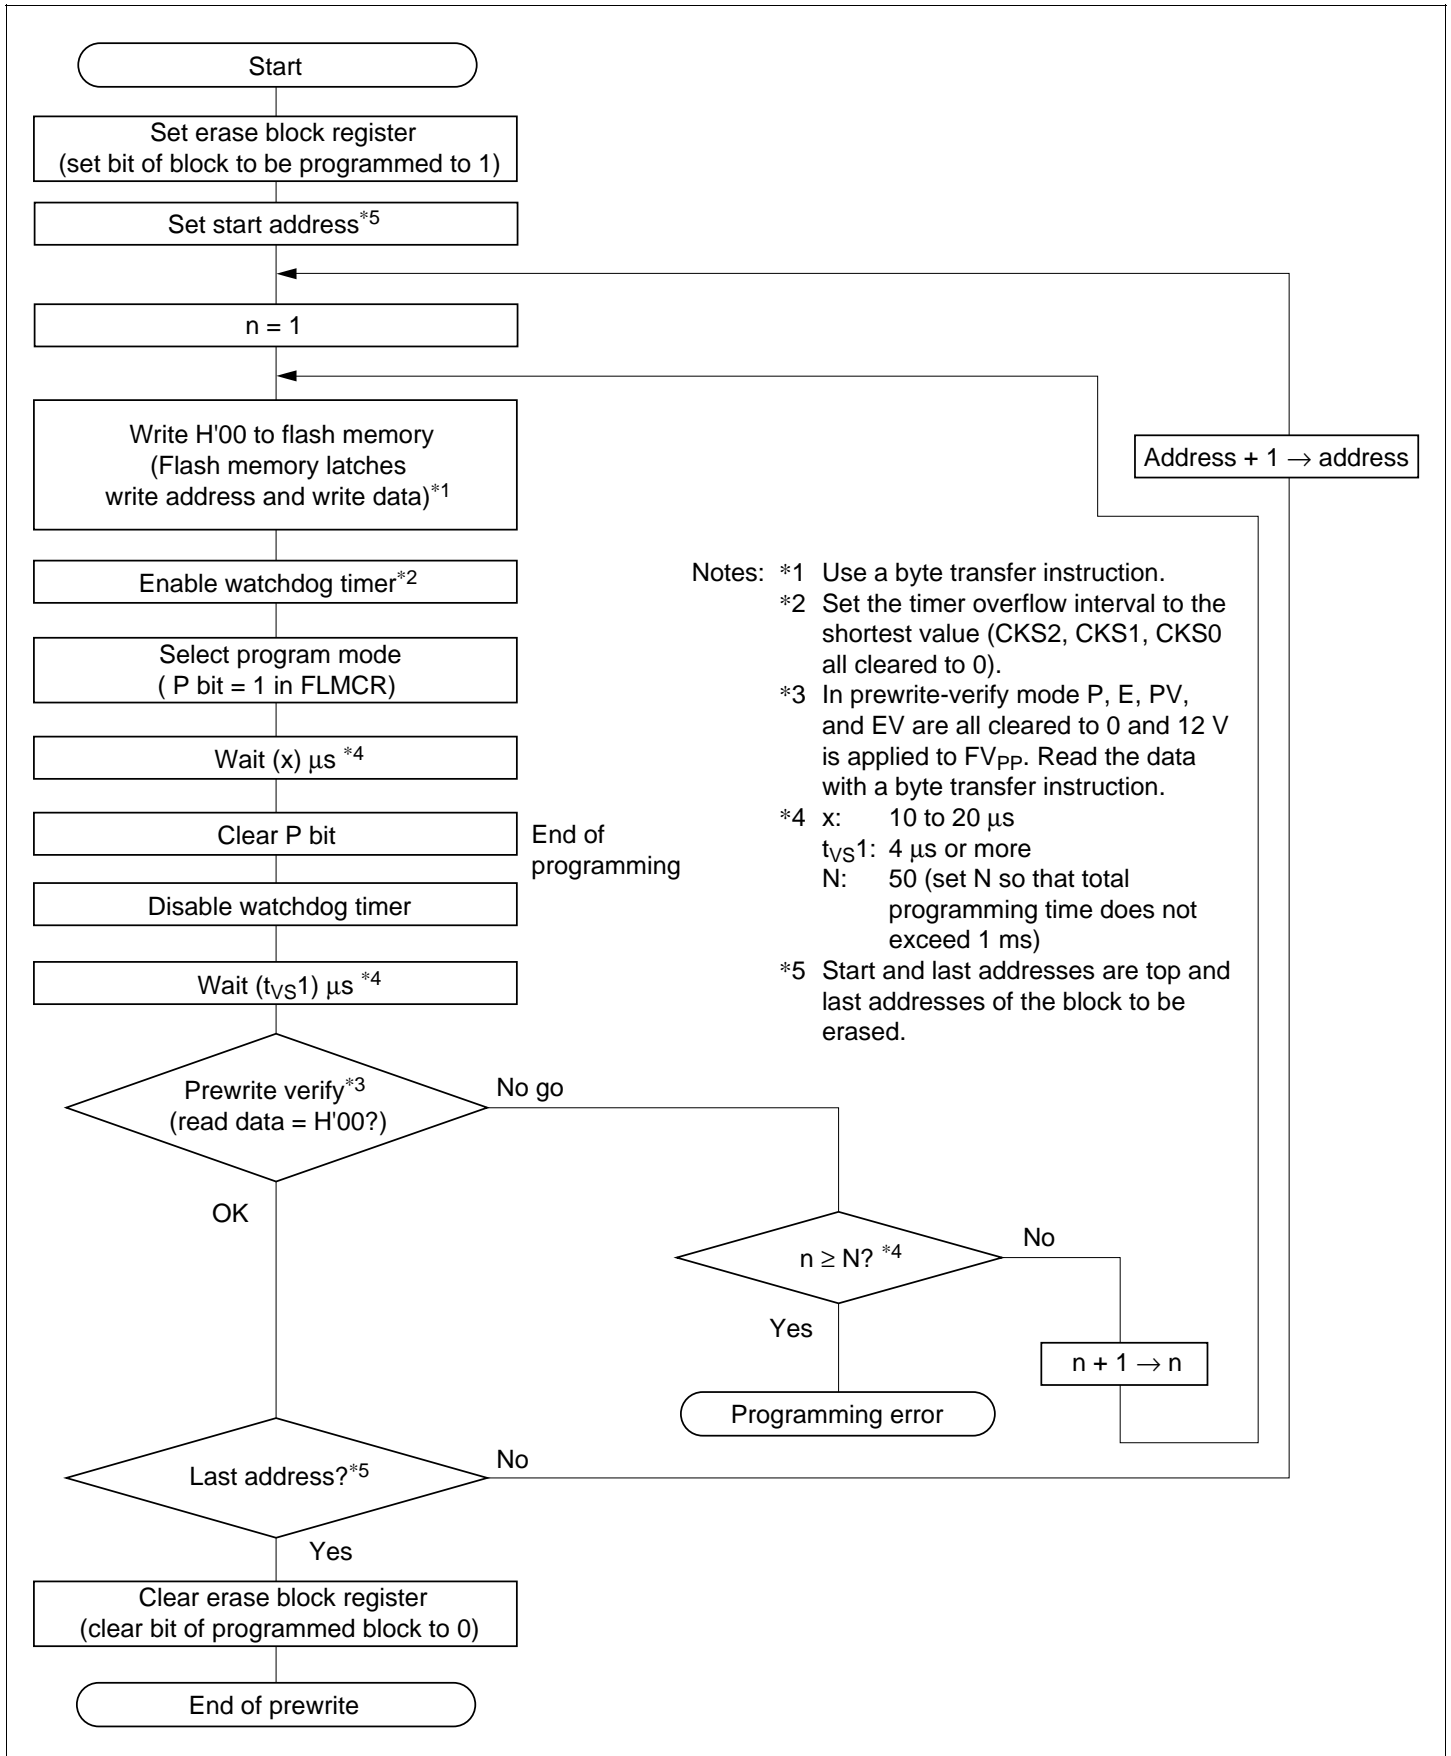 Start
Set erase block register
(set bit of block to be programmed to 1)
Set start address*5
n = 1
Write H'00 to flash memory
(Flash memory latches
write address and write data)*1
Address + 1 → address
Enable watchdog timer*2
Select program mode
( P bit = 1 in FLMCR)
Wait (x) μs *4
Clear P bit
End of
programming
Disable watchdog timer
Wait (tVS1) μs *4
Notes: *1 Use a byte transfer instruction.
*2 Set the timer overflow interval to the
shortest value (CKS2, CKS1, CKS0
all cleared to 0).
*3 In prewrite-verify mode P, E, PV,
and EV are all cleared to 0 and 12 V
is applied to FVPP. Read the data
with a byte transfer instruction.
*4 x: 10 to 20 μs
tVS1: 4 μs or more
N: 50 (set N so that total
programming time does not
exceed 1 ms)
*5 Start and last addresses are top and
last addresses of the block to be
erased.
Prewrite verify*3
(read data = H'00?)
No go
OK
n ≥ N? *4
No
Yes
n + 1 → n
Programming error
Last address?*5
No
Yes
Clear erase block register
(clear bit of programmed block to 0)
End of prewrite